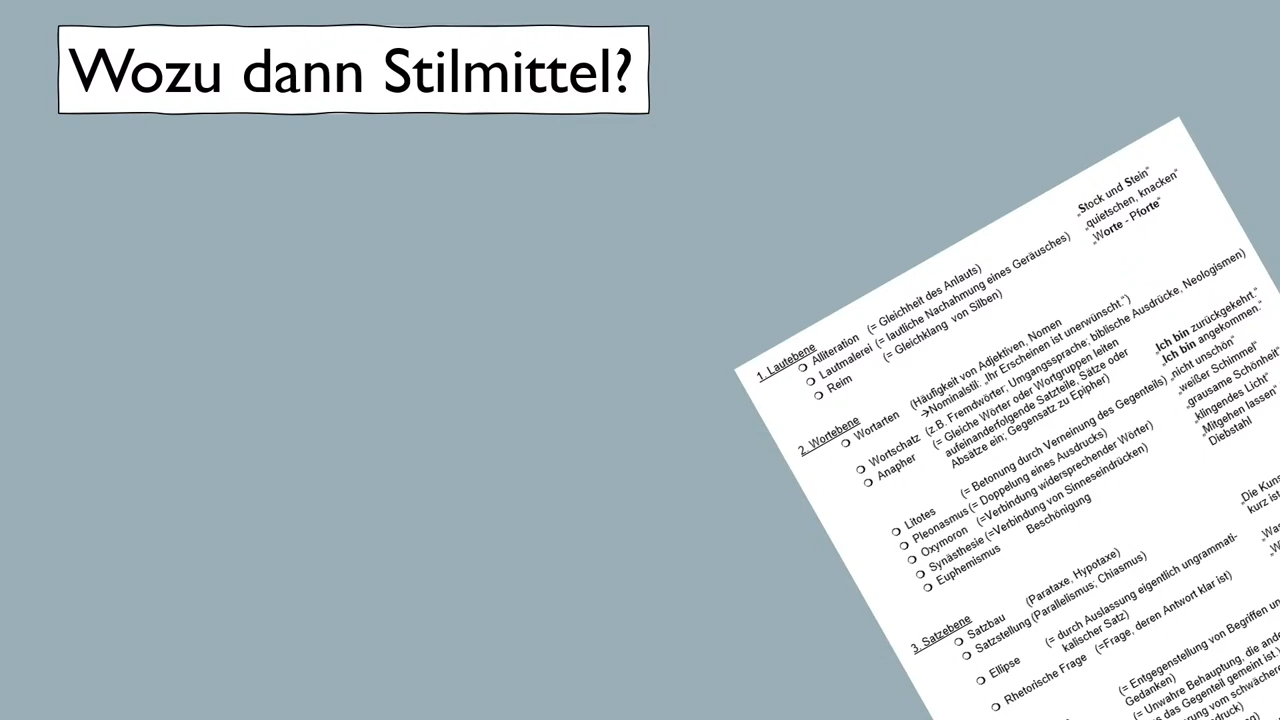 Wozu dann Stilmittel?
1. Lautebene
❍ Alliteration (= Gleichheit des Anlauts) „Stock und Stein“
❍ Lautmalerei (= lautliche Nachahmung eines Geräusches) „quietschen, knacken“
❍ Reim (= Gleichklang von Silben) „Worte - Pforte“
2. Wortebene
❍ Wortarten (Häufigkeit von Adjektiven, Nomen
→Nominalstil: „Ihr Erscheinen ist unerwünscht.“)
❍ Wortschatz (z.B. Fremdwörter; Umgangssprache; biblische Ausdrücke, Neologismen)
❍ Anapher (= Gleiche Wörter oder Wortgruppen leiten „Ich bin zurückgekehrt.“
aufeinanderfolgende Satzteile, Sätze oder „Ich bin angekommen.“
Absätze ein; Gegensatz zu Epipher)
❍ Litotes (= Betonung durch Verneinung des Gegenteils) „nicht unschön“
❍ Pleonasmus (= Doppelung eines Ausdrucks) „weißer Schimmel“
❍ Oxymoron (=Verbindung widersprechender Wörter) „grausame Schönheit“
❍ Synästhesie (=Verbindung von Sinneseindrücken) „klingendes Licht“
❍ Euphemismus Beschönigung „Mitgehen lassen“
Diebstahl
3. Satzebene
❍ Satzbau (Parataxe, Hypotaxe)
❍ Satzstellung (Parallelismus; Chiasmus) „Die Kuns
kurz ist
❍ Ellipse (= durch Auslassung eigentlich ungrammati-
kalischer Satz)
❍ Rhetorische Frage (=Frage, deren Antwort klar ist)
(= Entgegenstellung von Begriffen un
Gedanken)
(= Unwahre Behauptung, die ande
s das Gegenteil gemeint ist.)
rung vom schwächere
druck)